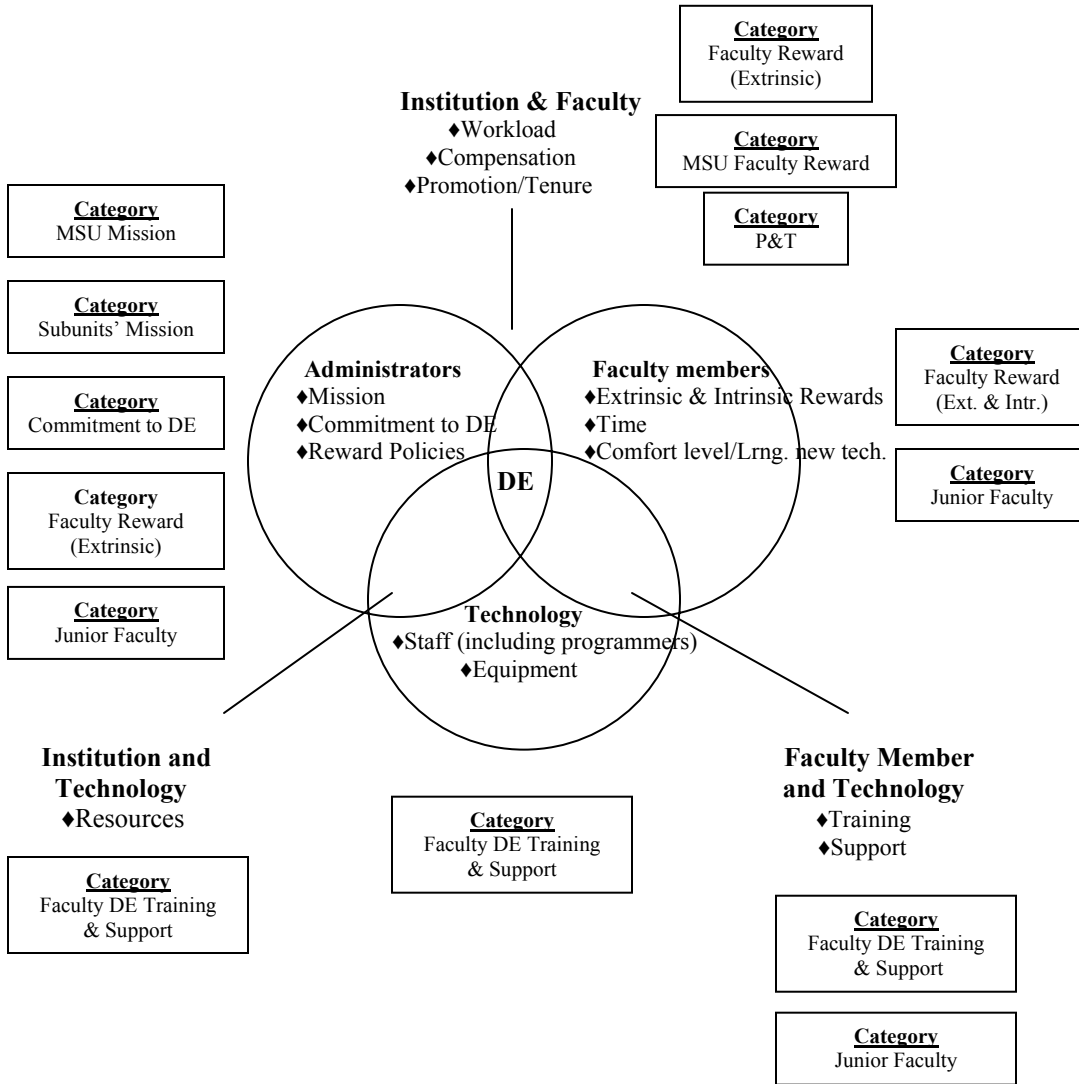 Category
Faculty Reward
(Extrinsic)
Institution & Faculty
♦Workload
♦Compensation
♦Promotion/Tenure
Category
MSU Faculty Reward
Category
P&T
Category
MSU Mission
Category
Subunits’ Mission
Category
Commitment to DE
Category
Faculty Reward
(Extrinsic)
Category
Junior Faculty
Administrators
♦Mission
♦Commitment to DE
♦Reward Policies
Faculty members
♦Extrinsic & Intrinsic Rewards
♦Time
♦Comfort level/Lrng. new tech.
DE
Category
Faculty Reward
(Ext. & Intr.)
Category
Junior Faculty
Technology
♦Staff (including programmers)
♦Equipment
Institution and
Technology
♦Resources
Category
Faculty DE Training
& Support
Category
Faculty DE Training
& Support
Faculty Member
and Technology
♦Training
♦Support
Category
Faculty DE Training
& Support
Category
Junior Faculty